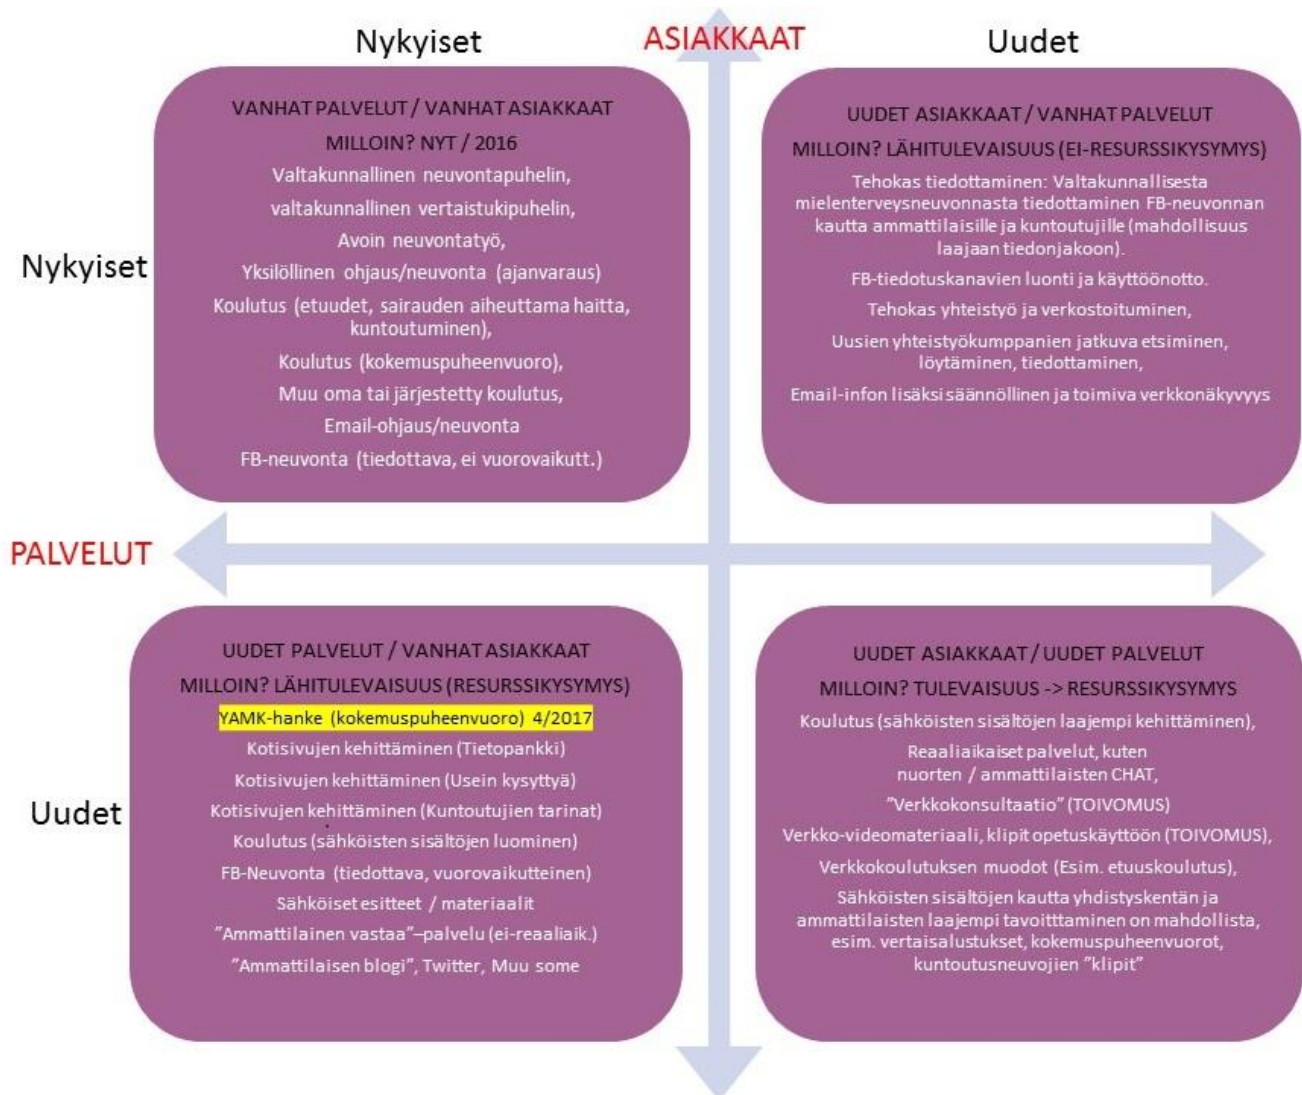 Nykyiset
ASIAKKAAT
Uudet
VANHAT PALVELUT / VANHAT ASIAKKAAT
MILLOIN? NYT / 2016
Valtakunnallinen neuvontapuhelin,
valtakunnallinen vertaistukipuhelin,
Avoin neuvontatyö,
Yksilöllinen ohjaus/neuvonta (ajanvaraus)
Koulutus (etuudet, sairauden aiheuttama haitta,
kuntoutuminen),
Koulutus (kokemuspuheenvuoro),
Muu oma tai järjestetty koulutus,
Email-ohjaus/neuvonta
FB-neuvonta (tiedottava, ei vuorovaikutt.)
UUDET ASIAKKAAT / VANHAT PALVELUT
MILLOIN? LÄHITULEVAISUUS (EI-RESURSSIKYSYMYS)
Tehokas tiedottaminen: Valtakunnallisesta
mielenterveysneuvonnasta tiedottaminen FB-neuvonnan
kautta ammattilaisille ja kuntoutujille (mahdollisuus
laajaan tiedonjakoon).
FB-tiedotuskanavien luonti ja käyttöönotto.
Tehokas yhteistyö ja verkostoituminen,
Uusien yhteistyökumppanien jatkuva etsiminen,
löytäminen, tiedottaminen,
Email-infon lisäksi säännöllinen ja toimiva verkkonäkyvyys
Nykyiset
PALVELUT
UUDET PALVELUT / VANHAT ASIAKKAAT
MILLOIN? LÄHITULEVAISUUS (RESURSSIKYSYMYS)
YAMK-hanke (kokemuspuheenvuoro) 4/2017
Kotisivujen kehittäminen (Tietopankki)
Kotisivujen kehittäminen (Usein kysyttyä)
Kotisivujen kehittäminen (Kuntoutujien tarinat)
Koulutus (sähköisten sisältöjen luominen)
FB-Neuvonta (tiedottava, vuorovaikutteinen)
Sähköiset esitteet / materiaalit
"Ammattilainen vastaa"–palvelu (ei-reaaliaik.)
"Ammattilaisen blogi", Twitter, Muu some
Uudet
UUDET ASIAKKAAT / UUDET PALVELUT
MILLOIN? TULEVAISUUS -> RESURSSIKYSYMYS
Koulutus (sähköisten sisältöjen laajempi kehittäminen),
Reaaliaikaiset palvelut, kuten
nuorten / ammattilaisten CHAT,
"Verkkokonsultaatio" (TOIVOMUS)
Verkko-videomateriaali, klipit opetuskäyttöön (TOIVOMUS),
Verkkokoulutuksen muodot (Esim. etuuskoulutus),
Sähköisten sisältöjen kautta yhdistyskentän ja
ammattilaisten laajempi tavoitttaminen on mahdollista,
esim. vertaisalustukset, kokemuspuheenvuorot,
kuntoutusneuvojien "klipit"